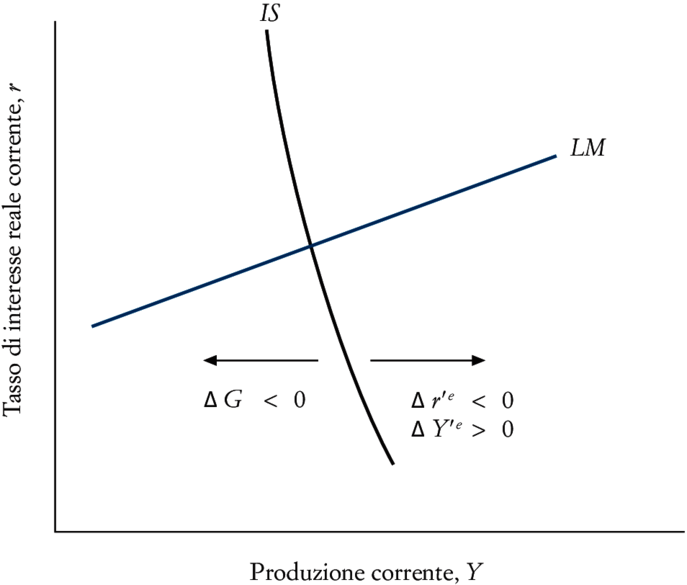 IS
LM
Tasso di interesse reale corrente, r
Δ G < 0
Δ r′ᵉ < 0
Δ Y′ᵉ > 0
Produzione corrente, Y